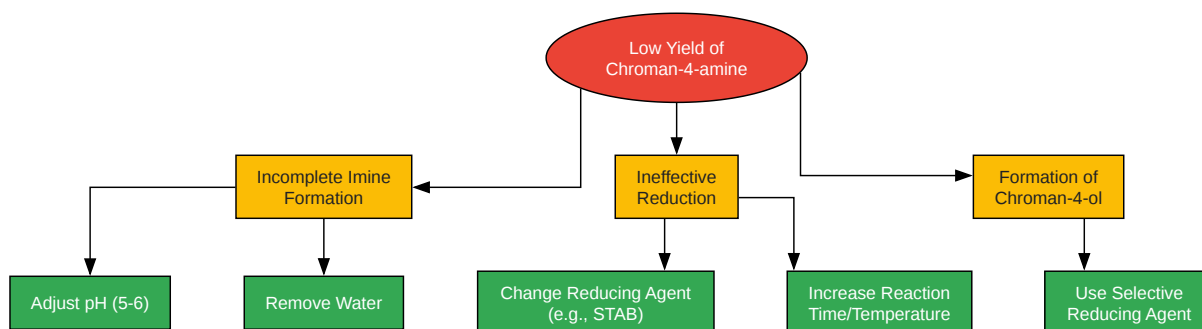 Low Yield of
Chroman-4-amine
Incomplete Imine
Formation
Ineffective
Reduction
Formation of
Chroman-4-ol
Adjust pH (5-6)
Remove Water
Change Reducing Agent
(e.g., STAB)
Increase Reaction
Time/Temperature
Use Selective
Reducing Agent